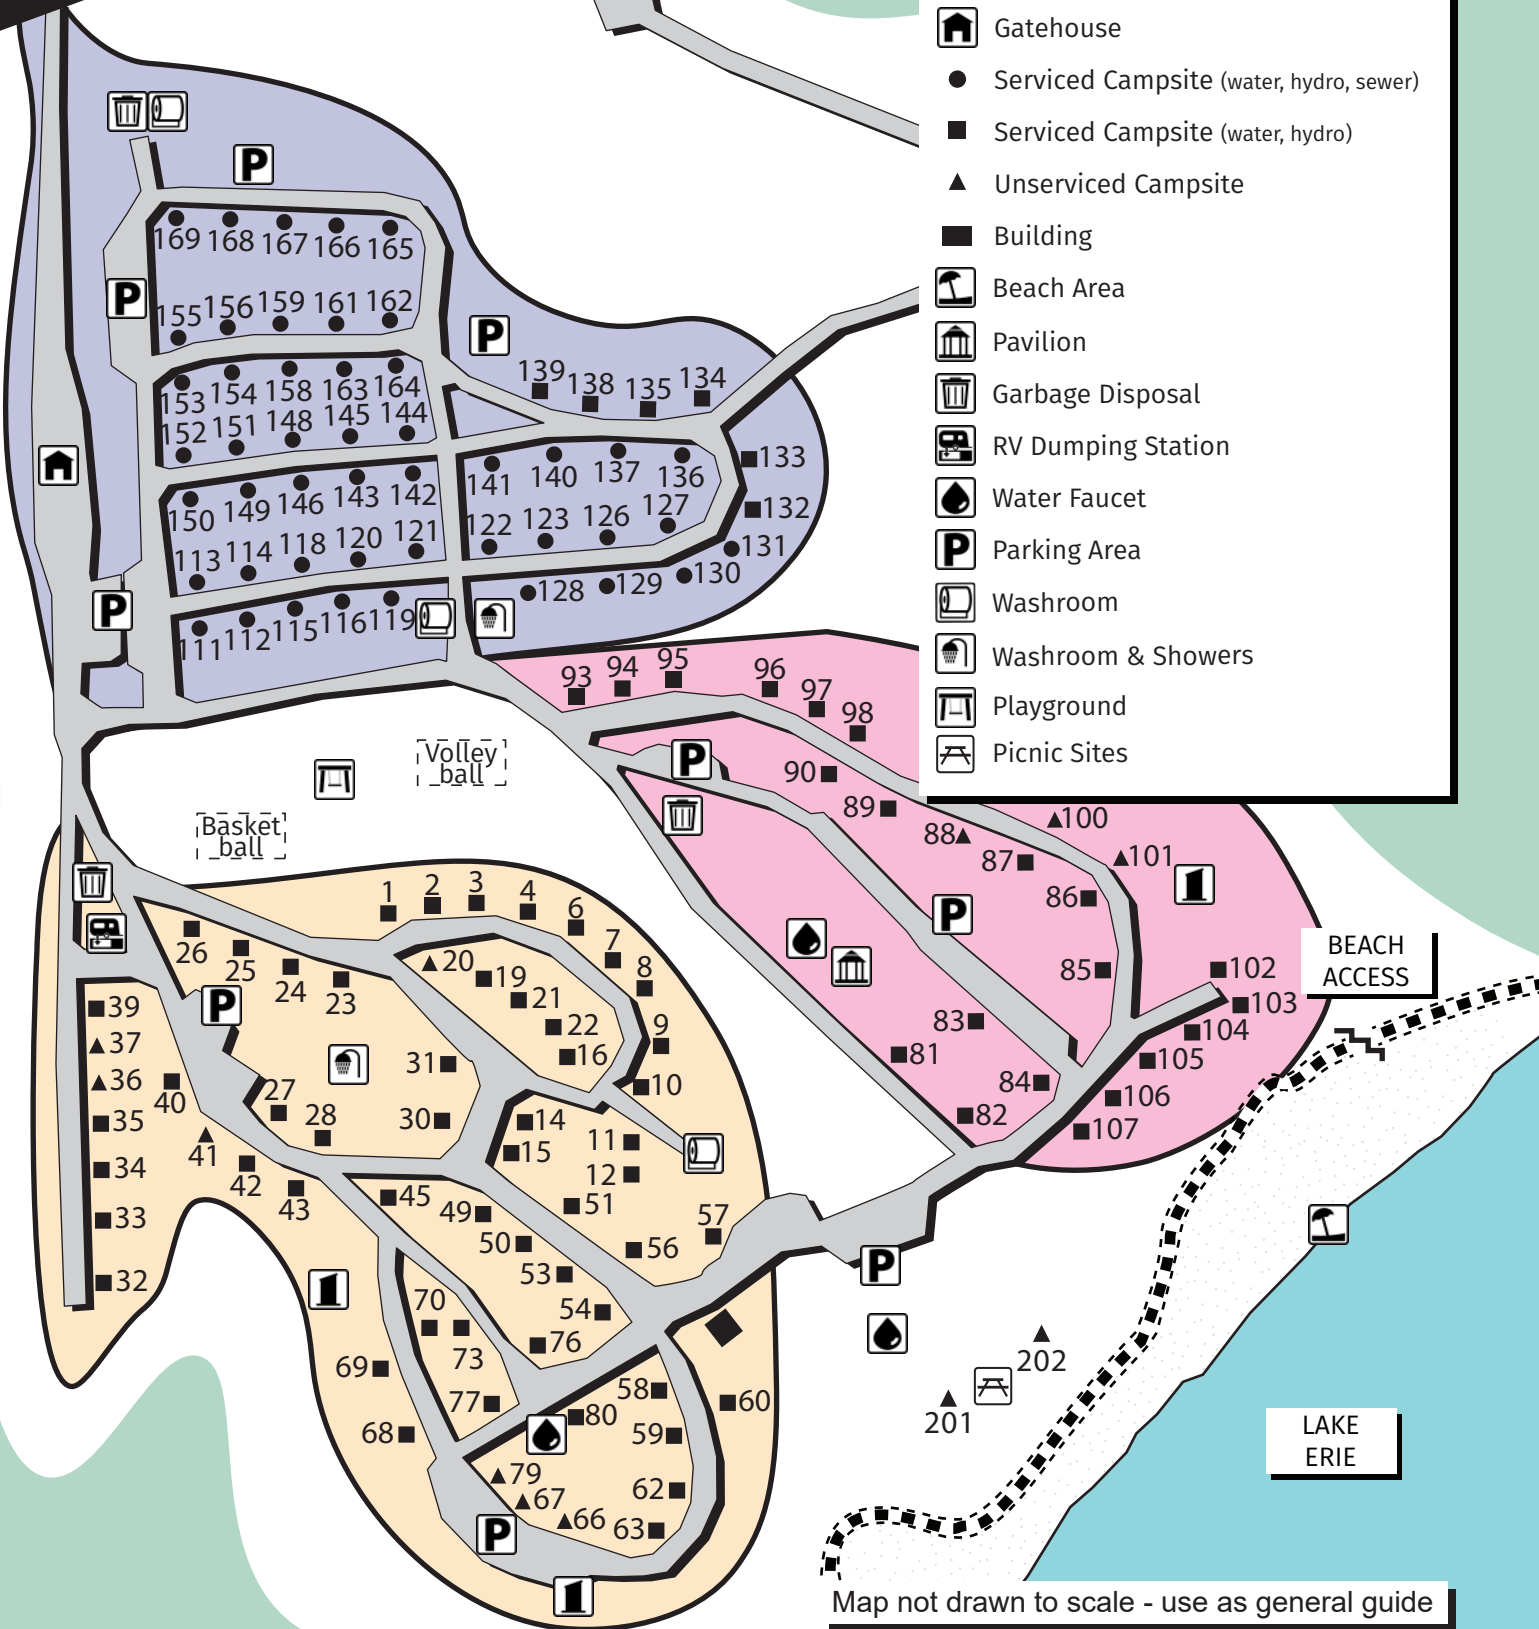 Gatehouse
Serviced Campsite (water, hydro, sewer)
Serviced Campsite (water, hydro)
Unserviced Campsite
Building
Beach Area
Pavilion
Garbage Disposal
RV Dumping Station
Water Faucet
P Parking Area
Washroom
Washroom & Showers
Playground
Picnic Sites
P
169 168 167 166 165
P
155 156 159 161 162
P
139 138 135 134
153 154 158 163 164
152 151 148 145 144
133
141 140 137 136
132
150 149 146 143 142
122 123 126 127
131
113 114 118 120 121
128 129 130
P
111 112 115 116 119
93 94 95 96 97 98
Volley
ball
P
90
89
Basket
ball
88
100
87
101
86
P
85
102
103
104
105
83
81
84
106
82
107
BEACH
ACCESS
1 2 3 4 6
7
8
9
10
26 25 24 23
20
19
21
22
16
P
39
37
36
35
34
33
32
40
41
42
43
27
28
31
30
14
15
11
12
51
45
49
50
53
54
56
57
P
70
73
76
77
69
68
58
80
59
60
79
67
66
62
63
P
202
201
LAKE
ERIE
Map not drawn to scale - use as general guide